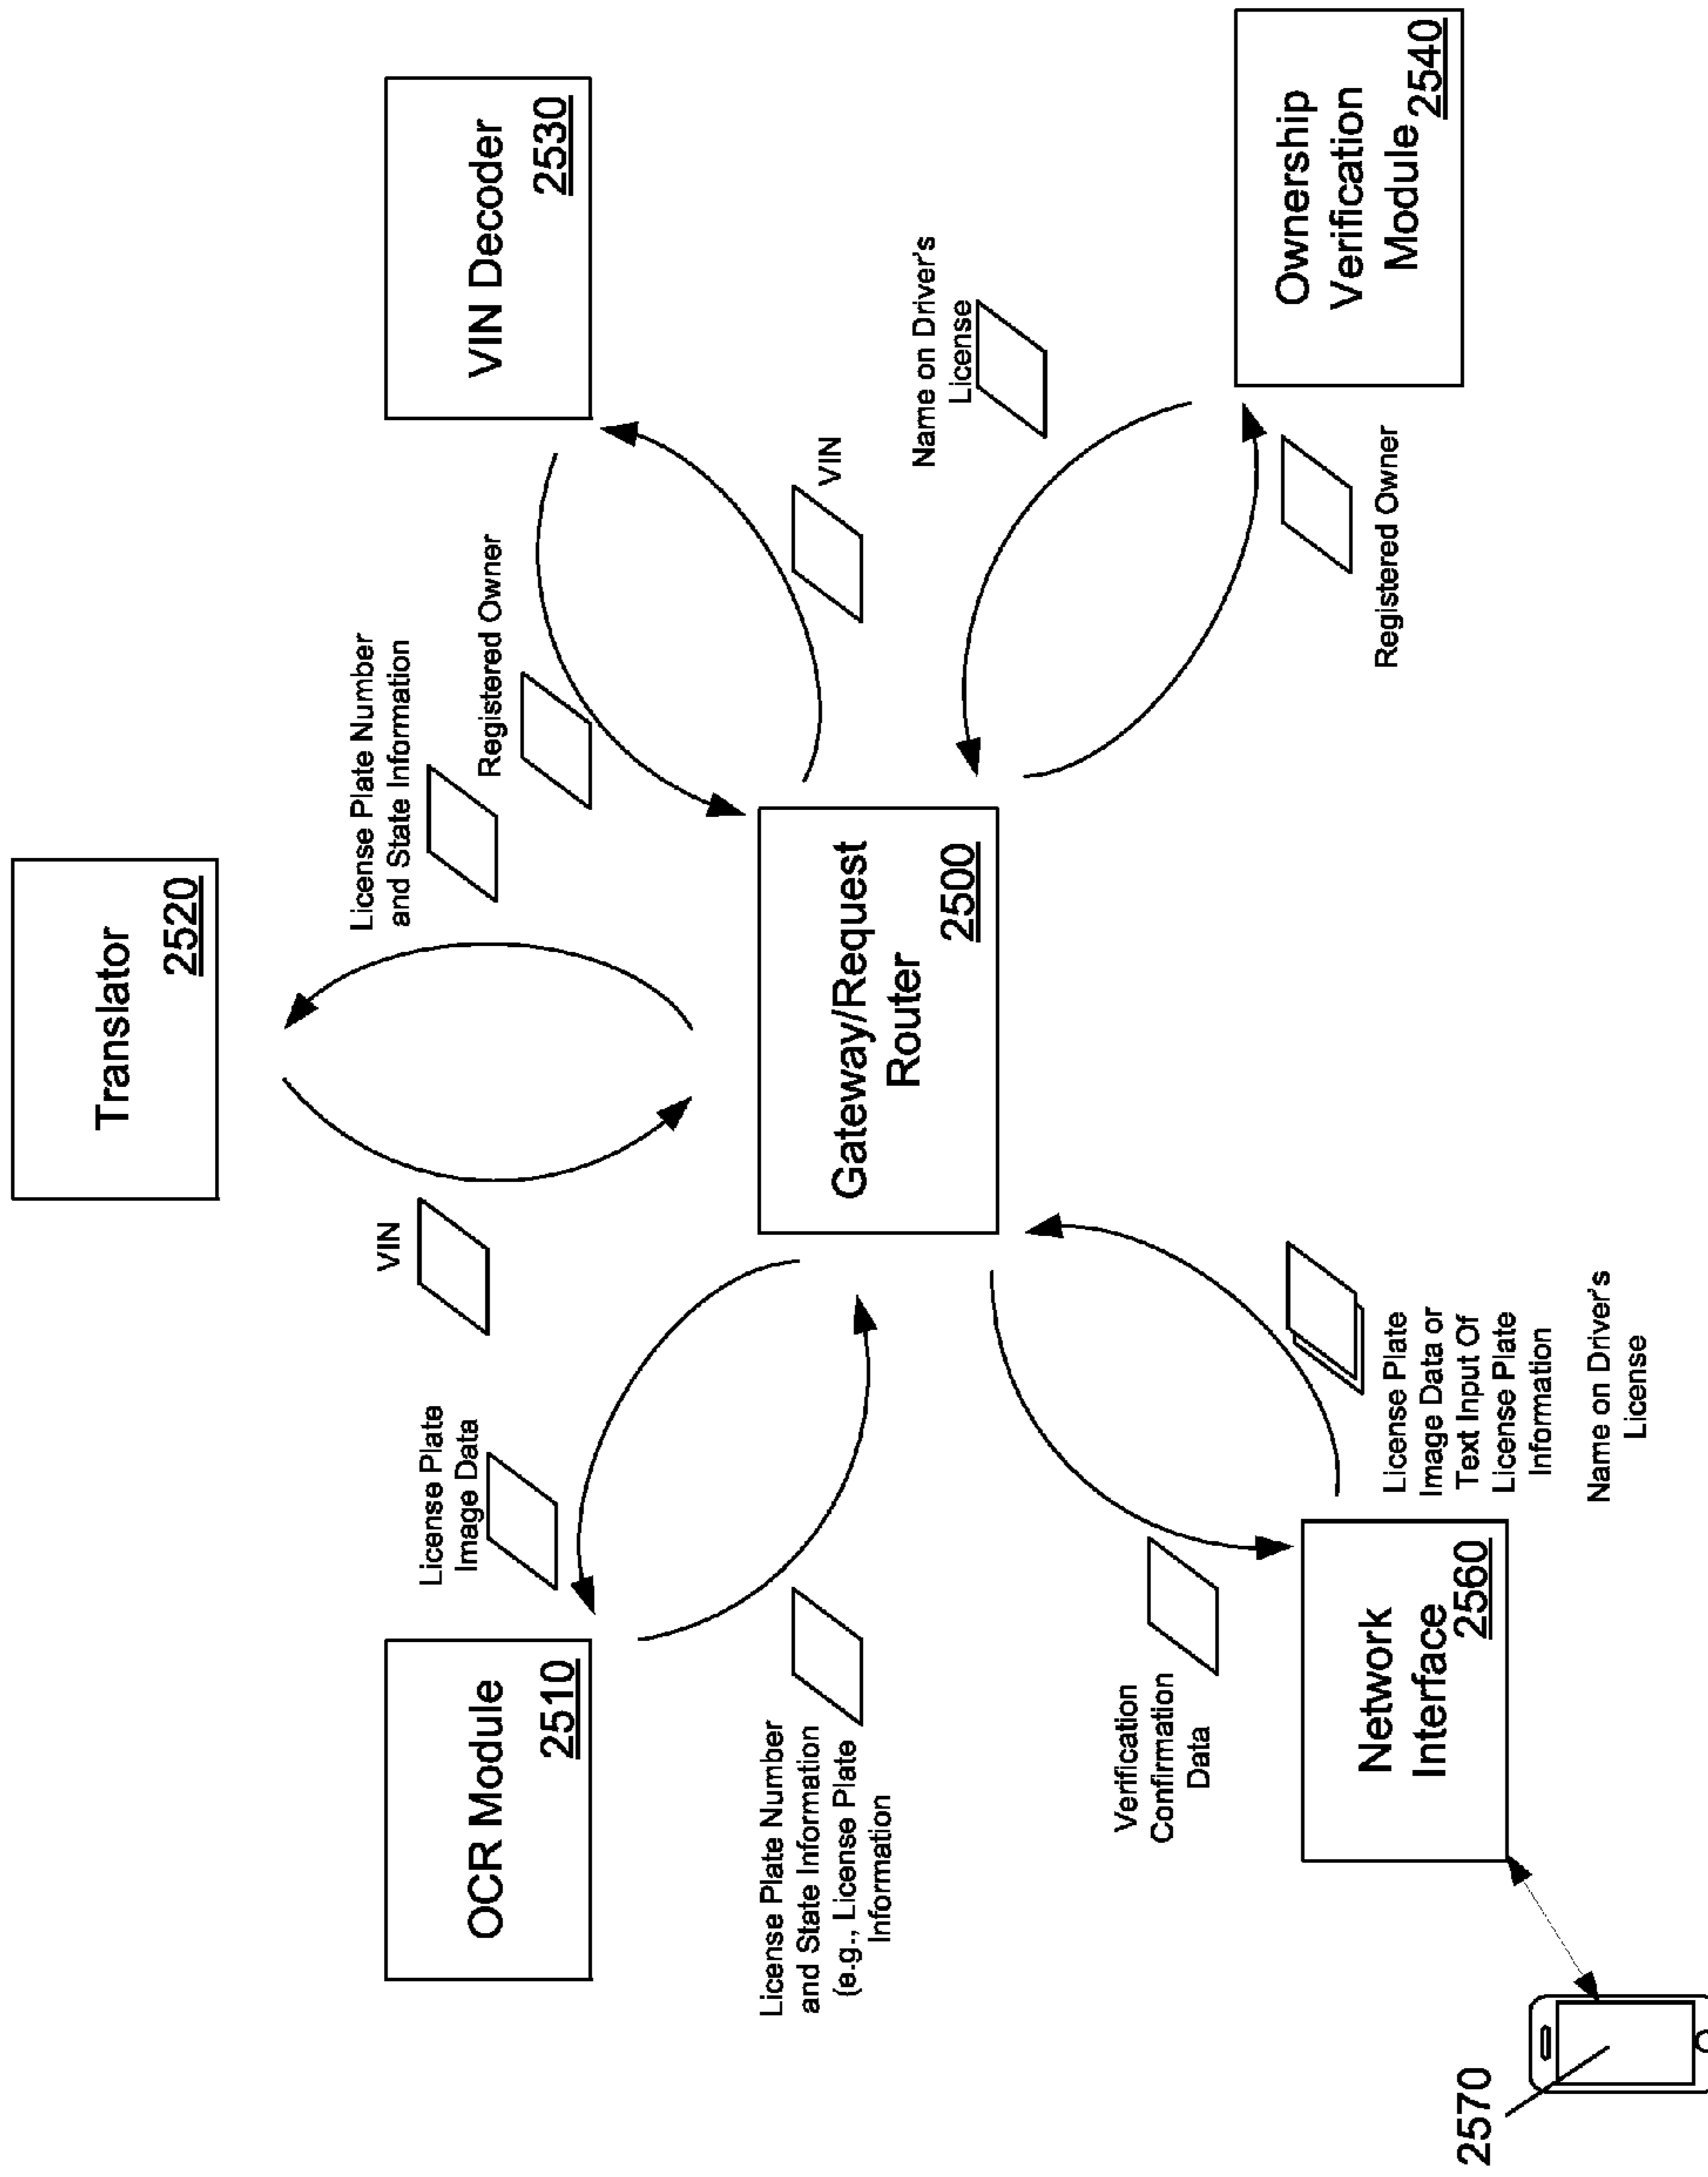 Translator
2520
License Plate Number
and State Information
VIN
Registered Owner
OCR Module
2510
License Plate
Image Data
VIN Decoder
2530
License Plate Number
and State Information
(e.g., License Plate
Information
Gateway/Request
Router
2500
VIN
Name on Driver's
License
Verification
Confirmation
Data
Network
Interface
2560
License Plate
Image Data or
Text Input Of
License Plate
Information
Name on Driver's
License
Registered Owner
Ownership
Verification
Module
2540
2570